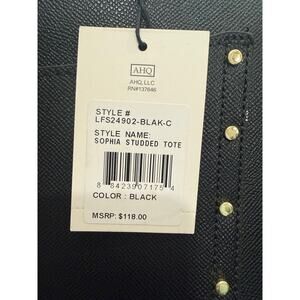 AHQ
AHQ, LLC
RN#137646
STYLE #
LFS24902-BLAK-C
STYLE NAME:
SOPHIA STUDDED TOTE
8 8423907175 4
COLOR : BLACK
MSRP: $118.00